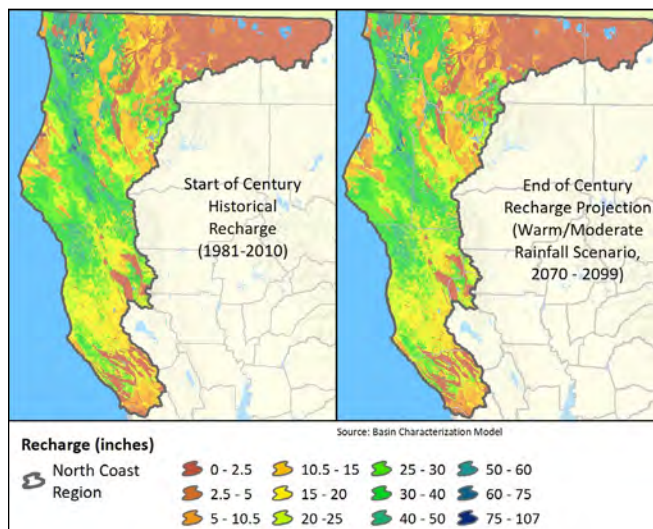 Start of Century
Historical
Recharge
(1981-2010)
End of Century
Recharge Projection
(Warm/Moderate
Rainfall Scenario,
2070 - 2099)
Source: Basin Characterization Model
Recharge (inches)
North Coast
Region
0 - 2.5
2.5 - 5
5 - 10.5
10.5 - 15
15 - 20
20 -25
25 - 30
30 - 40
40 - 50
50 - 60
60 - 75
75 - 107